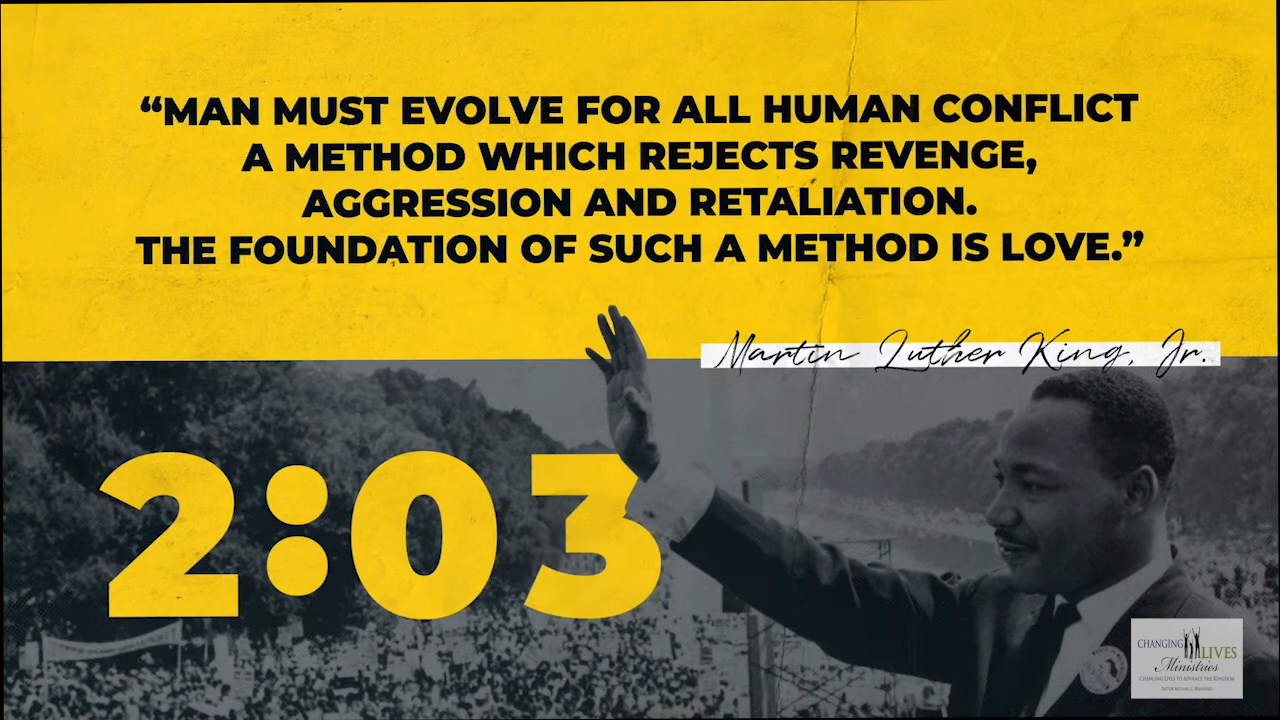 “MAN MUST EVOLVE FOR ALL HUMAN CONFLICT
A METHOD WHICH REJECTS REVENGE,
AGGRESSION AND RETALIATION.
THE FOUNDATION OF SUCH A METHOD IS LOVE.”
Martin Luther King, Jr.
2:03
CHANGING LIVES
Ministries
CHANGING LIVES TO ADVANCE THE KINGDOM